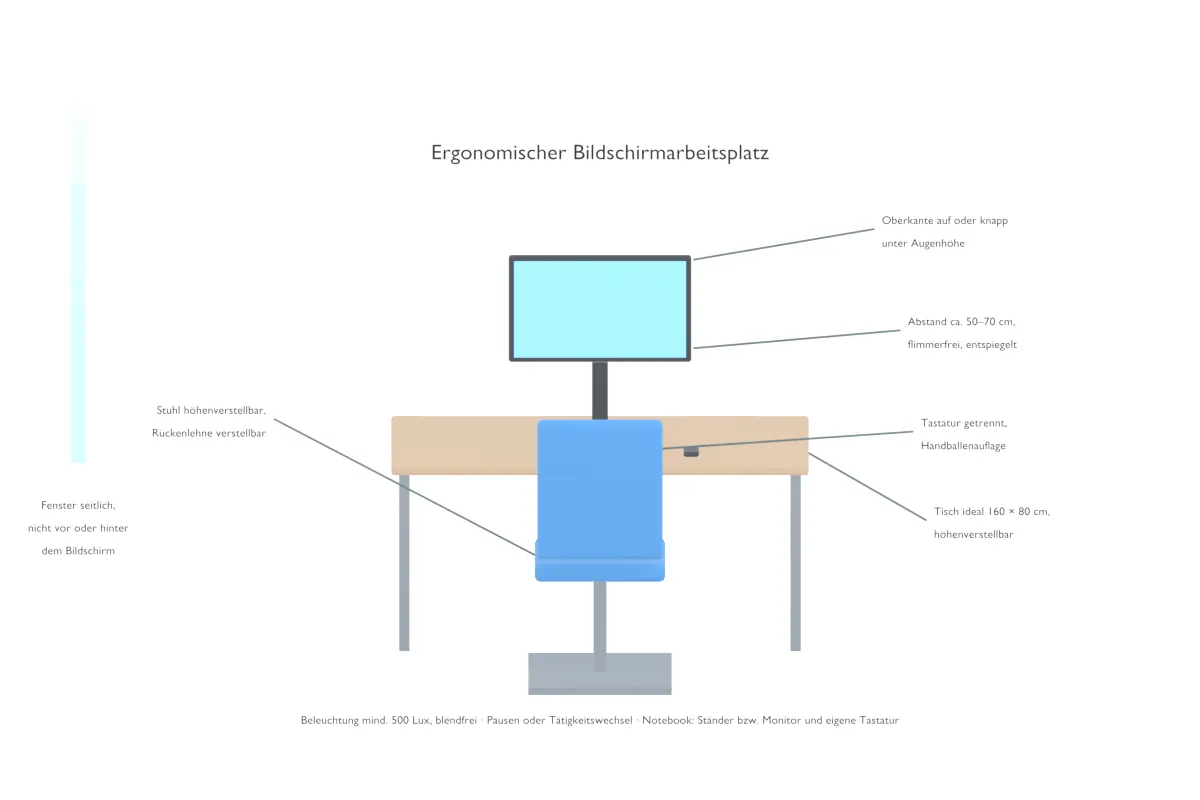 Ergonomischer Bildschirmarbeitsplatz
Oberkante auf oder knapp
unter Augenhöhe
Abstand ca. 50–70 cm,
flimmerfrei, entspiegelt
Stuhl höhenverstellbar,
Rückenlehne verstellbar
Tastatur getrennt,
Handballenauflage
Fenster seitlich,
nicht vor oder hinter
dem Bildschirm
Tisch ideal 160 × 80 cm,
höhenverstellbar
Beleuchtung mind. 500 Lux, blendfrei · Pausen oder Tätigkeitswechsel · Notebook: Ständer bzw. Monitor und eigene Tastatur